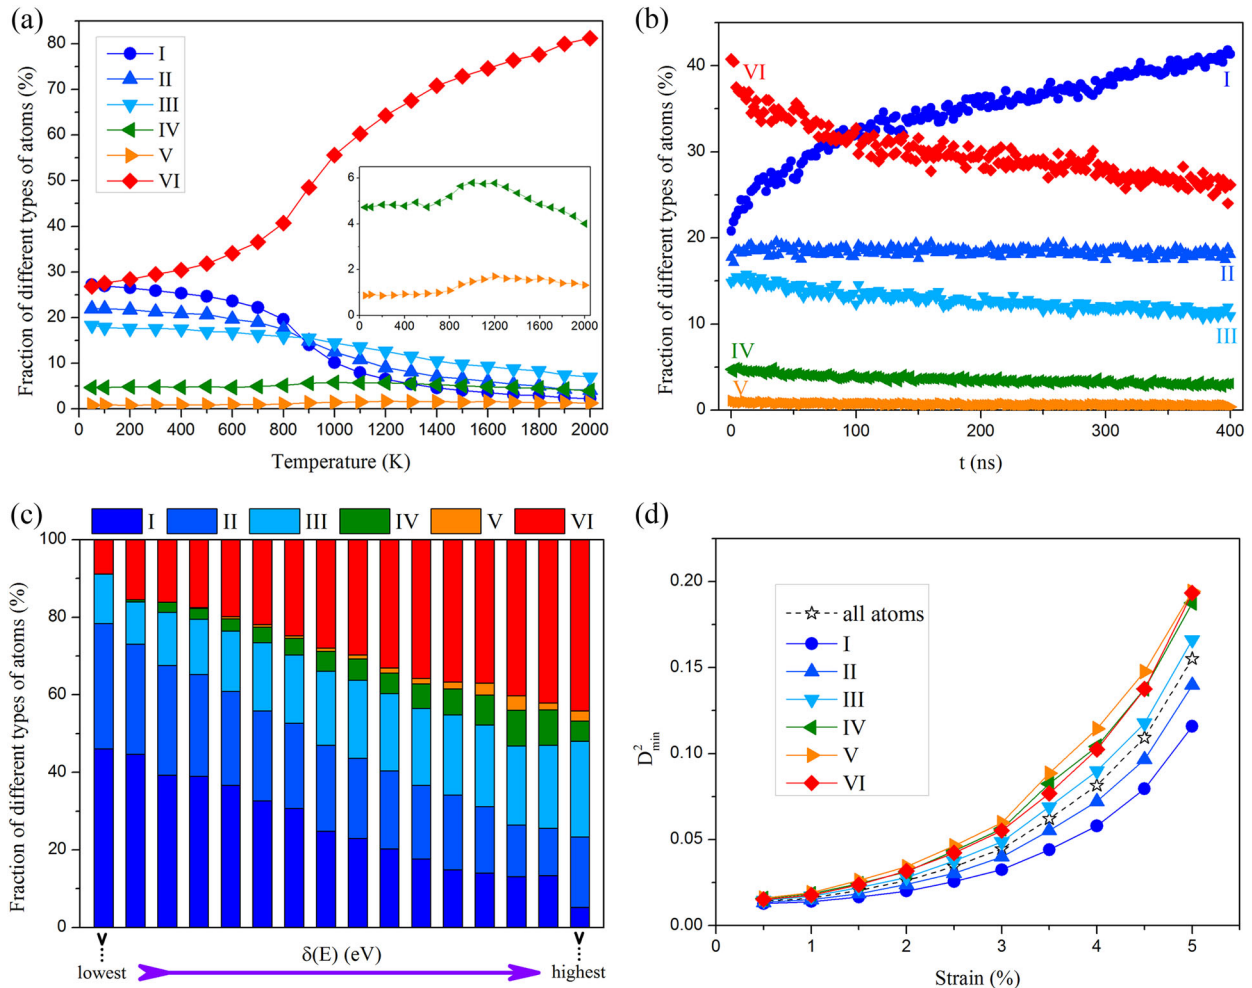 (a)
Fraction of different types of atoms (%)
80
70
60
50
40
30
20
10
0
I
II
III
IV
V
VI
6
4
2
0
0 400 800 1200 1600 2000
0 200 400 600 800 1000 1200 1400 1600 1800 2000
Temperature (K)
(b)
Fraction of different types of atoms (%)
40
30
20
10
0
VI
I
II
III
IV
V
0 100 200 300 400
t (ns)
(c)
I II III IV V VI
Fraction of different types of atoms (%)
100
80
60
40
20
0
δ(E) (eV)
lowest highest
(d)
D²min
0.20
0.15
0.10
0.05
0.00
all atoms
I
II
III
IV
V
VI
0 1 2 3 4 5
Strain (%)